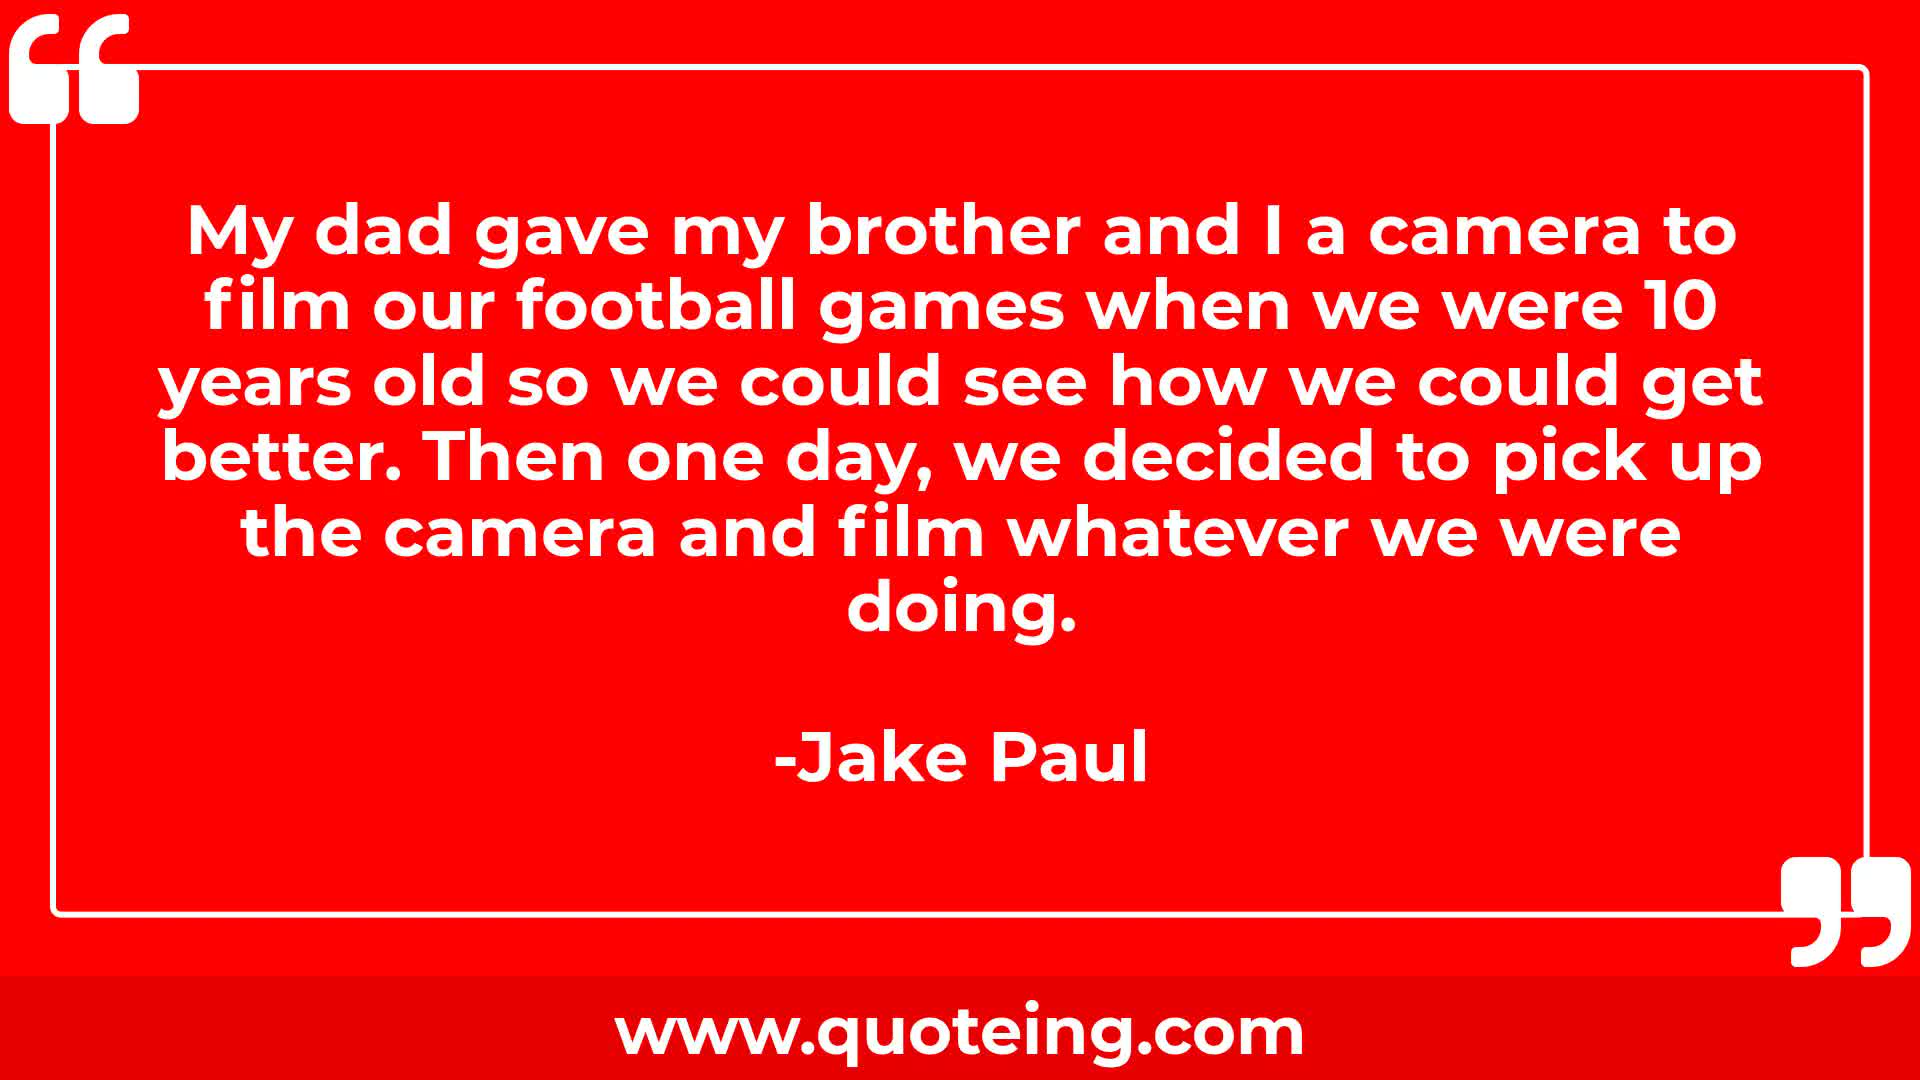 My dad gave my brother and I a camera to
film our football games when we were 10
years old so we could see how we could get
better. Then one day, we decided to pick up
the camera and film whatever we were
doing.
-Jake Paul
www.quoteing.com